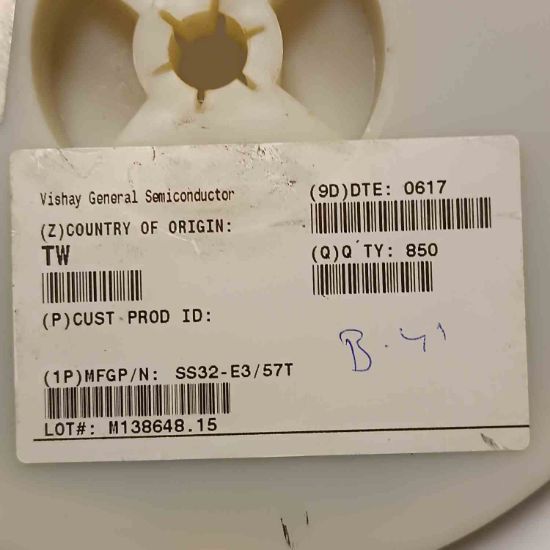 Vishay General Semiconductor
(9D)DTE: 0617
(Z)COUNTRY OF ORIGIN:
TW
(Q)Q'TY: 850
(P)CUST PROD ID:
(1P)MFGP/N: SS32-E3/57T
LOT#: M138648.15